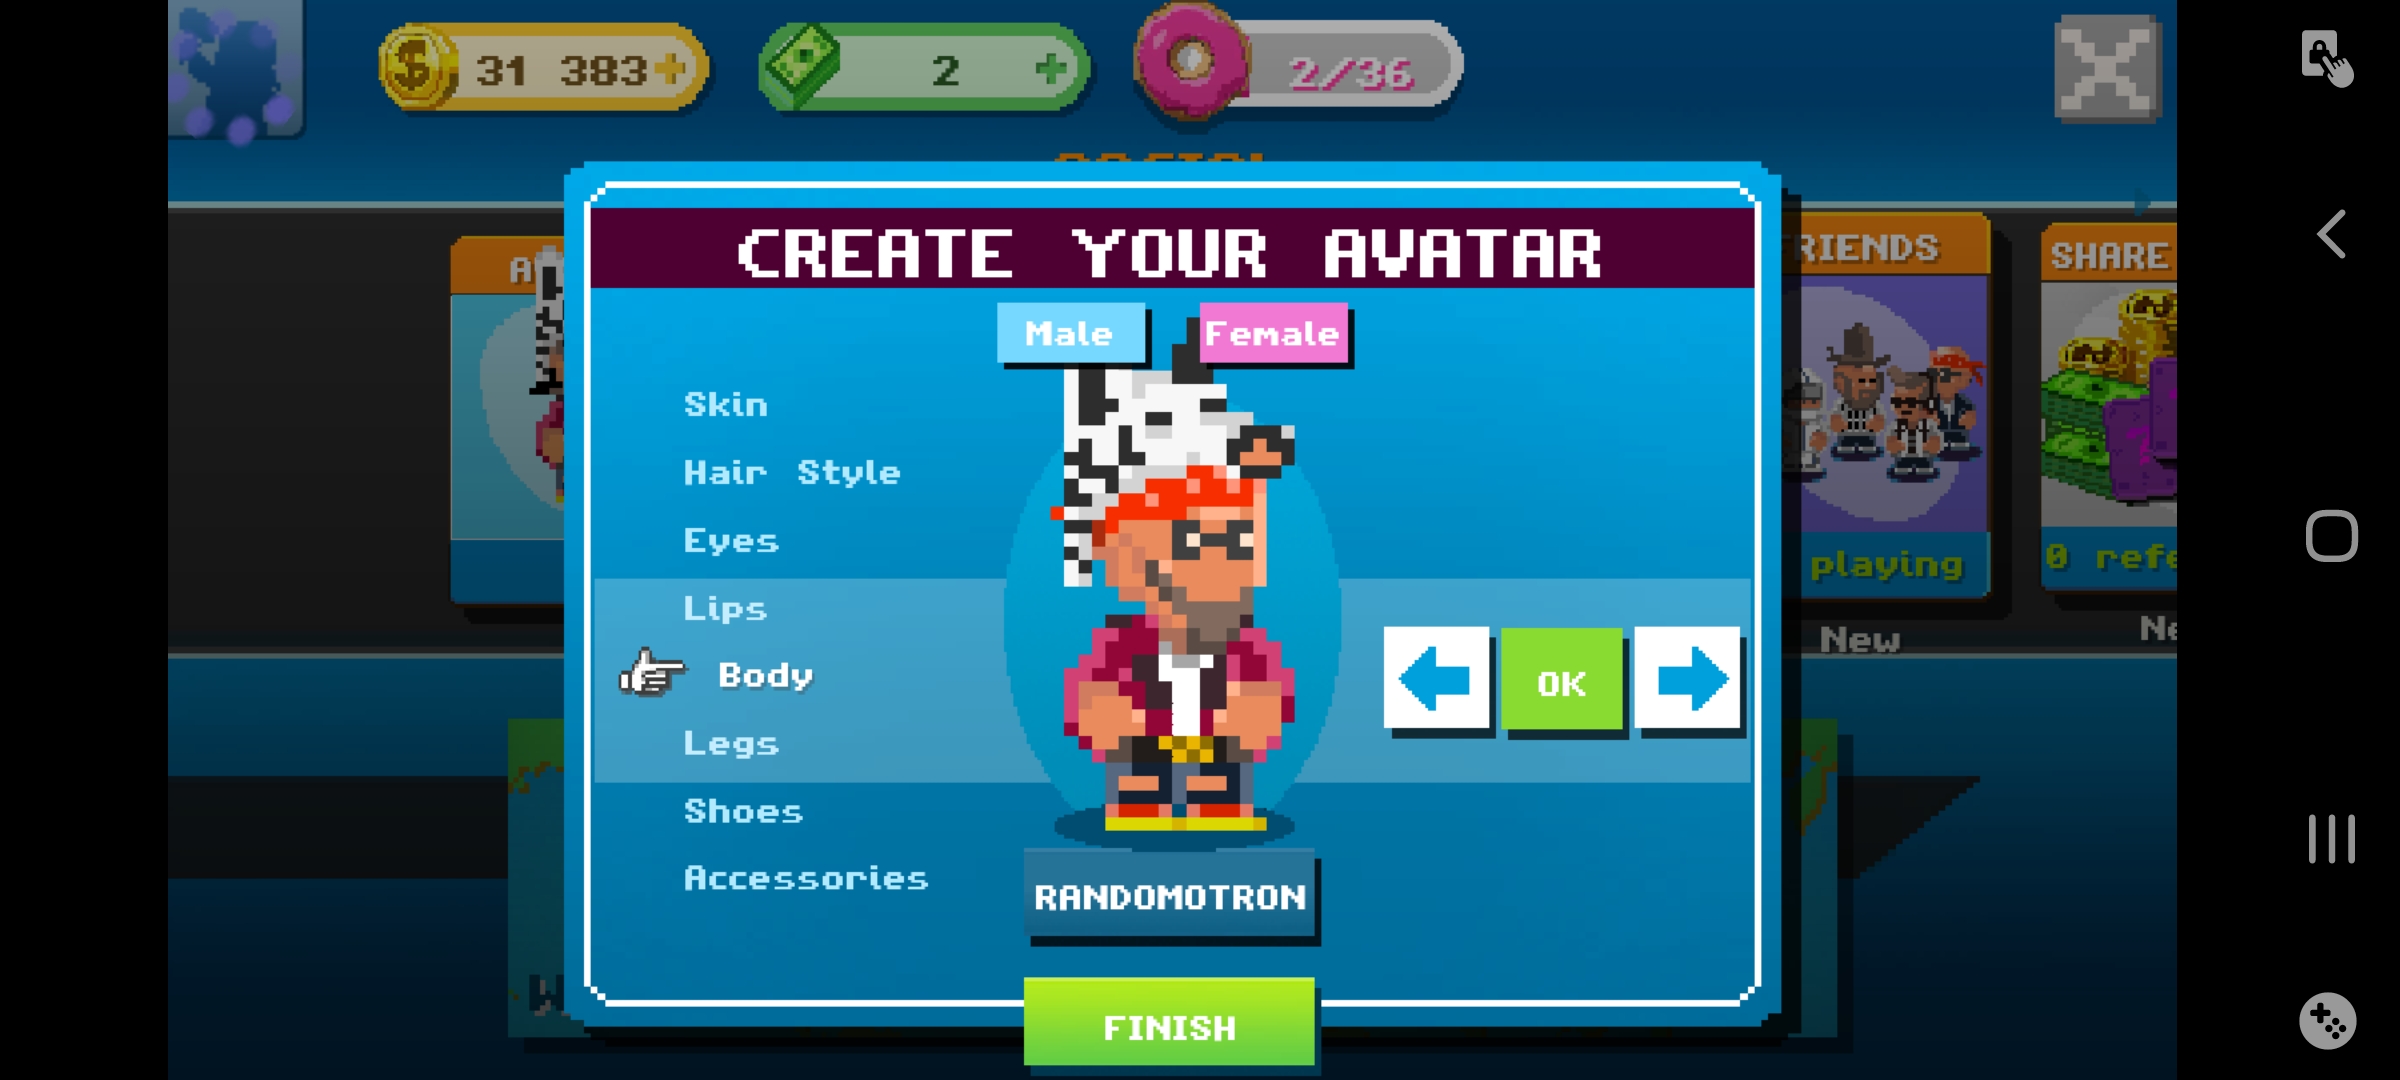 31 383
2
2/36
CREATE YOUR AVATAR
Male
Female
RIENDS
SHARE
Skin
Hair Style
Eyes
Lips
Body
Legs
Shoes
Accessories
OK
playing
0 refe
New
Ne
RANDOMOTRON
FINISH